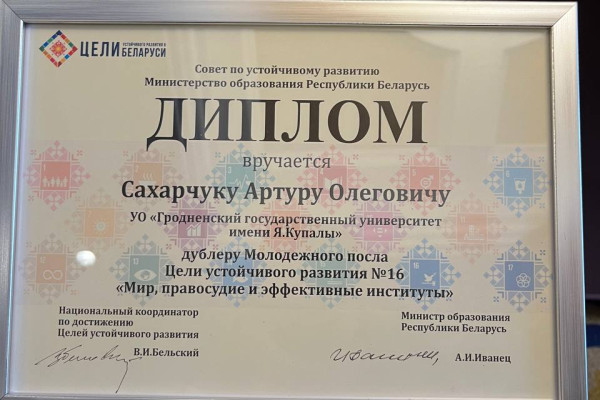 ЦЕЛИ УСТОЙЧИВОГО РАЗВИТИЯ В БЕЛАРУСИ
Совет по устойчивому развитию
Министерство образования Республики Беларусь
ДИПЛОМ
вручается
Сахарчуку Артуру Олеговичу
УО «Гродненский государственный университет
имени Я.Купалы»
дублеру Молодежного посла
Цели устойчивого развития №16
«Мир, правосудие и эффективные институты»
Национальный координатор
по достижению
Целей устойчивого развития
В.И.Бельский
Министр образования
Республики Беларусь
А.И.Иванец